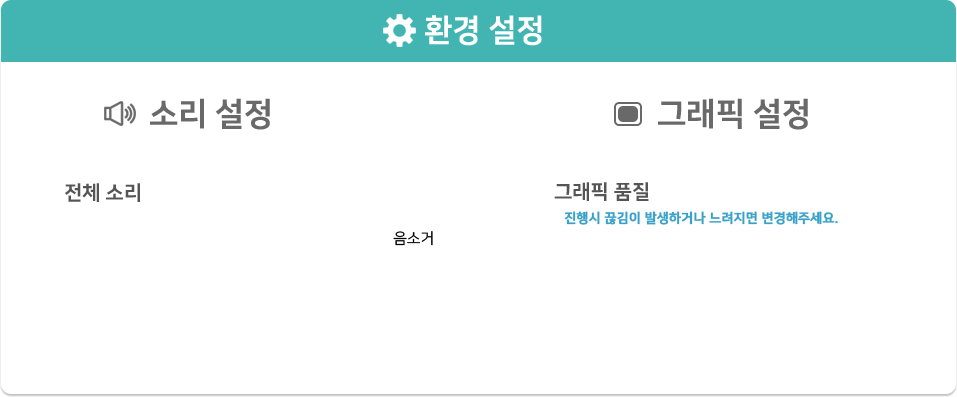 환경 설정
소리 설정
전체 소리
음소거
그래픽 설정
그래픽 품질
진행시 끊김이 발생하거나 느려지면 변경해주세요.